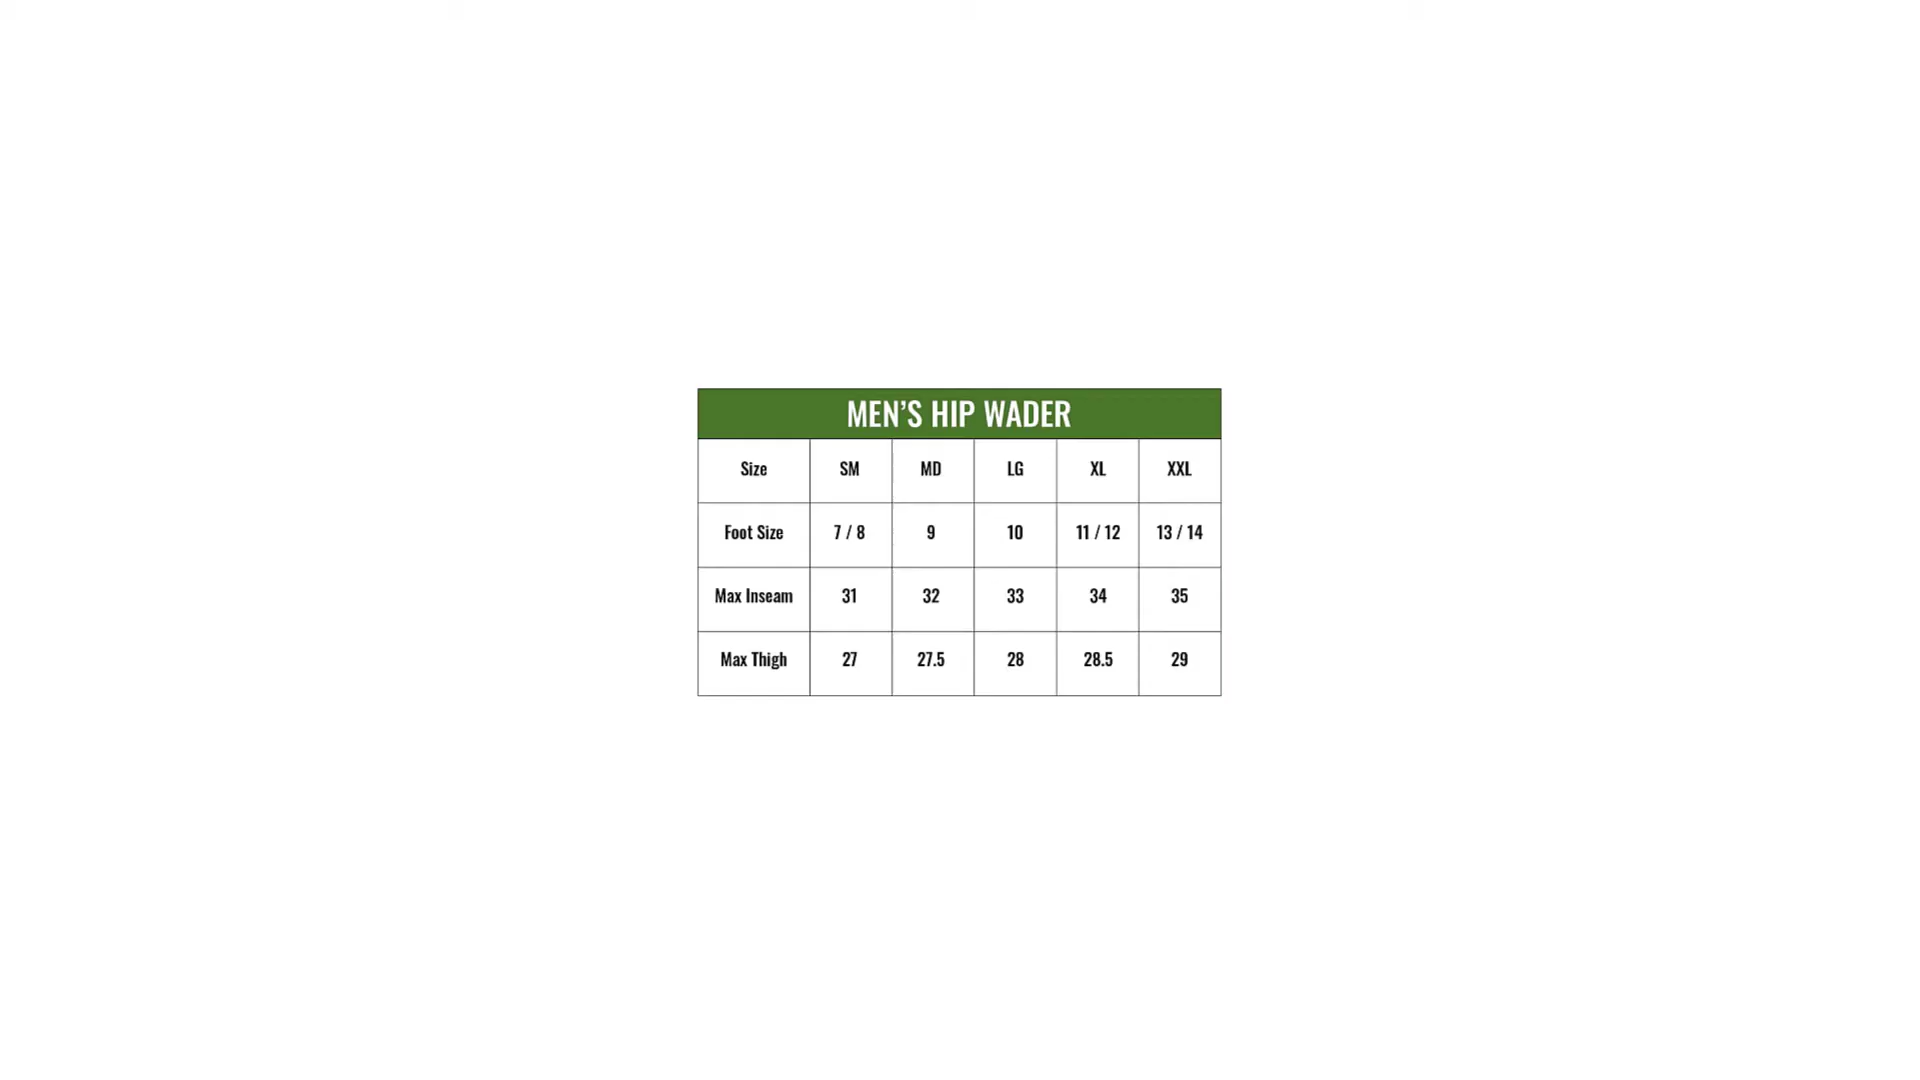 MEN’S HIP WADER
Size SM MD LG XL XXL
Foot Size 7 / 8 9 10 11 / 12 13 / 14
Max Inseam 31 32 33 34 35
Max Thigh 27 27.5 28 28.5 29